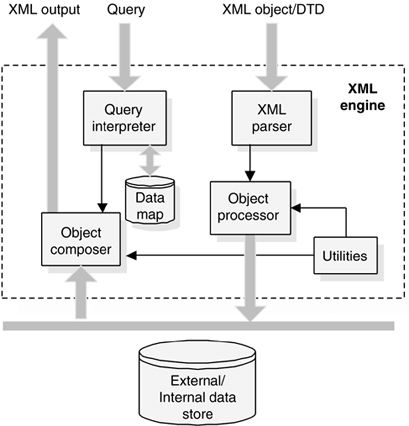 XML output
Query
XML object/DTD
XML
engine
Query
interpreter
XML
parser
Data
map
Object
processor
Object
composer
Utilities
External/
Internal data
store